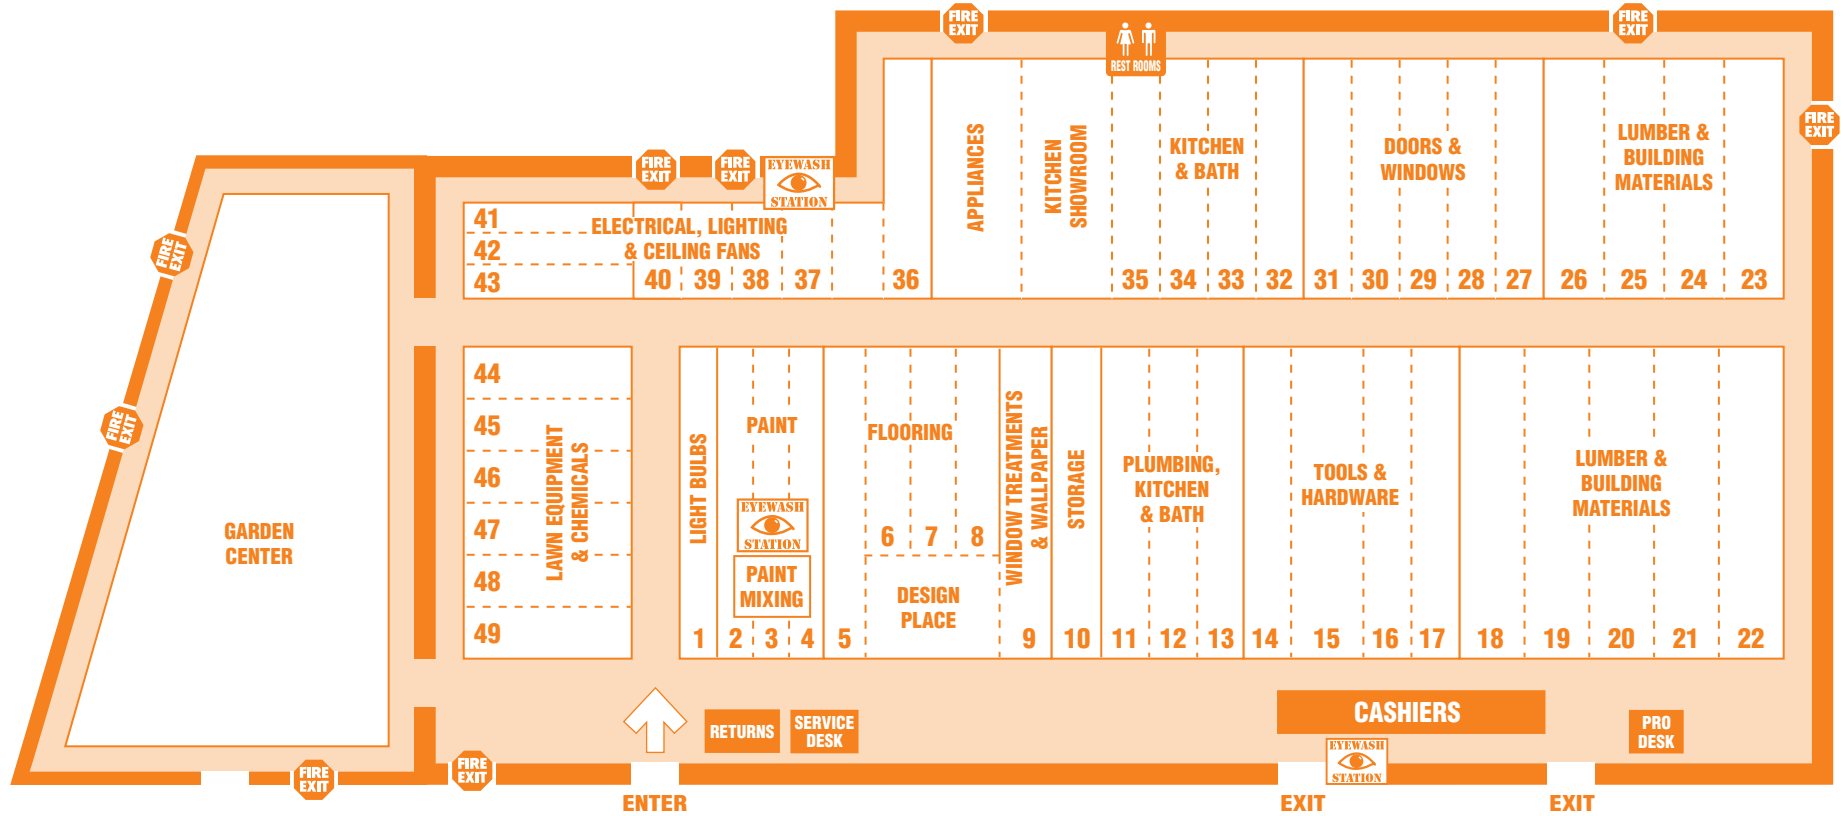 FIRE
EXIT
FIRE
EXIT
REST ROOMS
FIRE
EXIT
FIRE
EXIT
FIRE
EXIT
EYEWASH
STATION
APPLIANCES
KITCHEN
SHOWROOM
KITCHEN
& BATH
DOORS &
WINDOWS
LUMBER &
BUILDING
MATERIALS
41
42
43
ELECTRICAL, LIGHTING
& CEILING FANS
40 39 38 37 36 35 34 33 32 31 30 29 28 27 26 25 24 23
FIRE
EXIT
FIRE
EXIT
GARDEN
CENTER
44
45
46
47
48
49
LAWN EQUIPMENT
& CHEMICALS
LIGHT BULBS
PAINT
EYEWASH
STATION
PAINT
MIXING
FLOORING
6 7 8
DESIGN
PLACE
WINDOW TREATMENTS
& WALLPAPER
STORAGE
PLUMBING,
KITCHEN
& BATH
TOOLS &
HARDWARE
LUMBER &
BUILDING
MATERIALS
1 2 3 4 5 9 10 11 12 13 14 15 16 17 18 19 20 21 22
RETURNS
SERVICE
DESK
CASHIERS
PRO
DESK
EYEWASH
STATION
FIRE
EXIT
FIRE
EXIT
ENTER
EXIT
EXIT